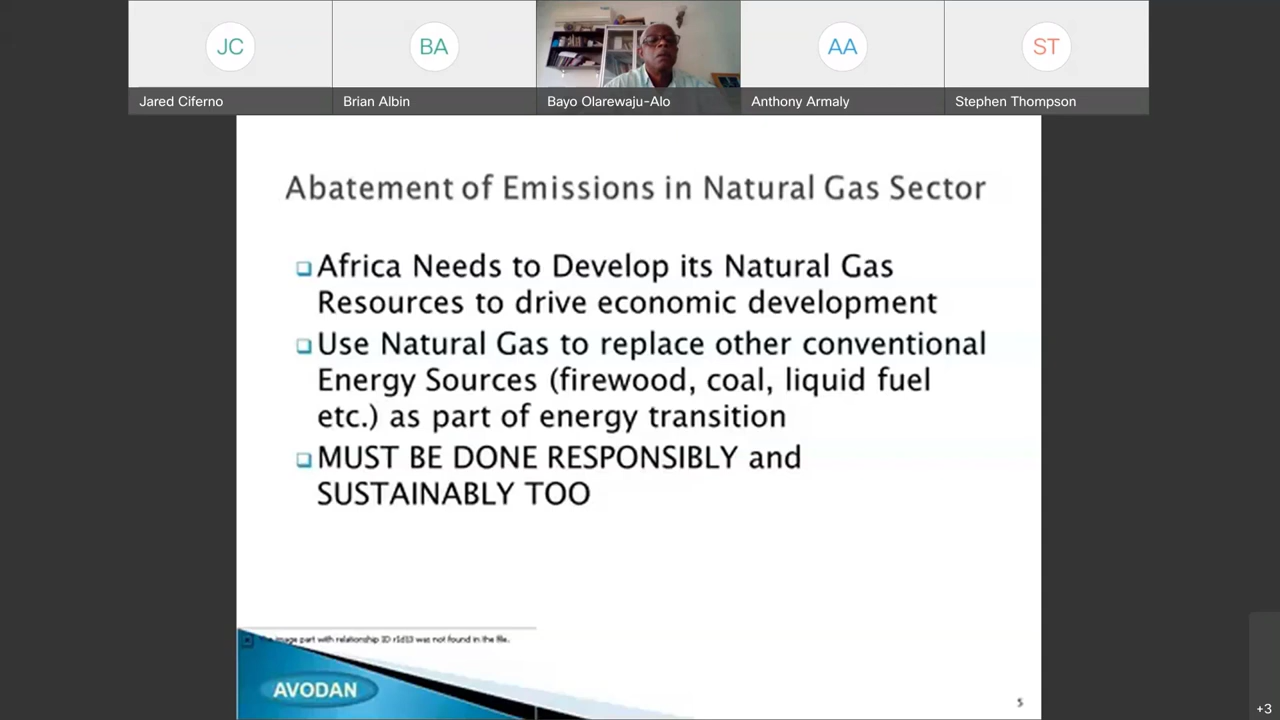 JC
BA
AA
ST
Jared Ciferno
Brian Albin
Bayo Olarewaju-Alo
Anthony Armaly
Stephen Thompson
Abatement of Emissions in Natural Gas Sector
Africa Needs to Develop its Natural Gas
Resources to drive economic development
Use Natural Gas to replace other conventional
Energy Sources (firewood, coal, liquid fuel
etc.) as part of energy transition
MUST BE DONE RESPONSIBLY and
SUSTAINABLY TOO
image part with relationship ID rId13 was not found in the file.
AVODAN
5
+3